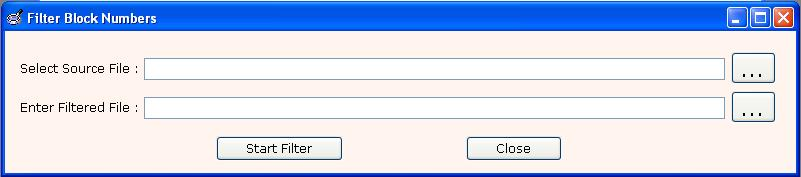 Filter Block Numbers
Select Source File : ...
Enter Filtered File : ...
Start Filter Close